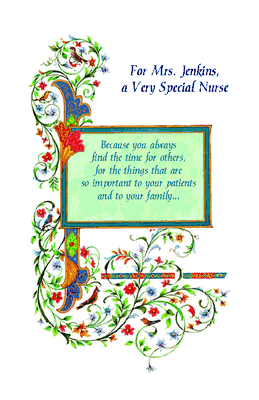 For Mrs. Jenkins,
a Very Special Nurse
Because you always
find the time for others,
for the things that are
so important to your patients
and to your family...